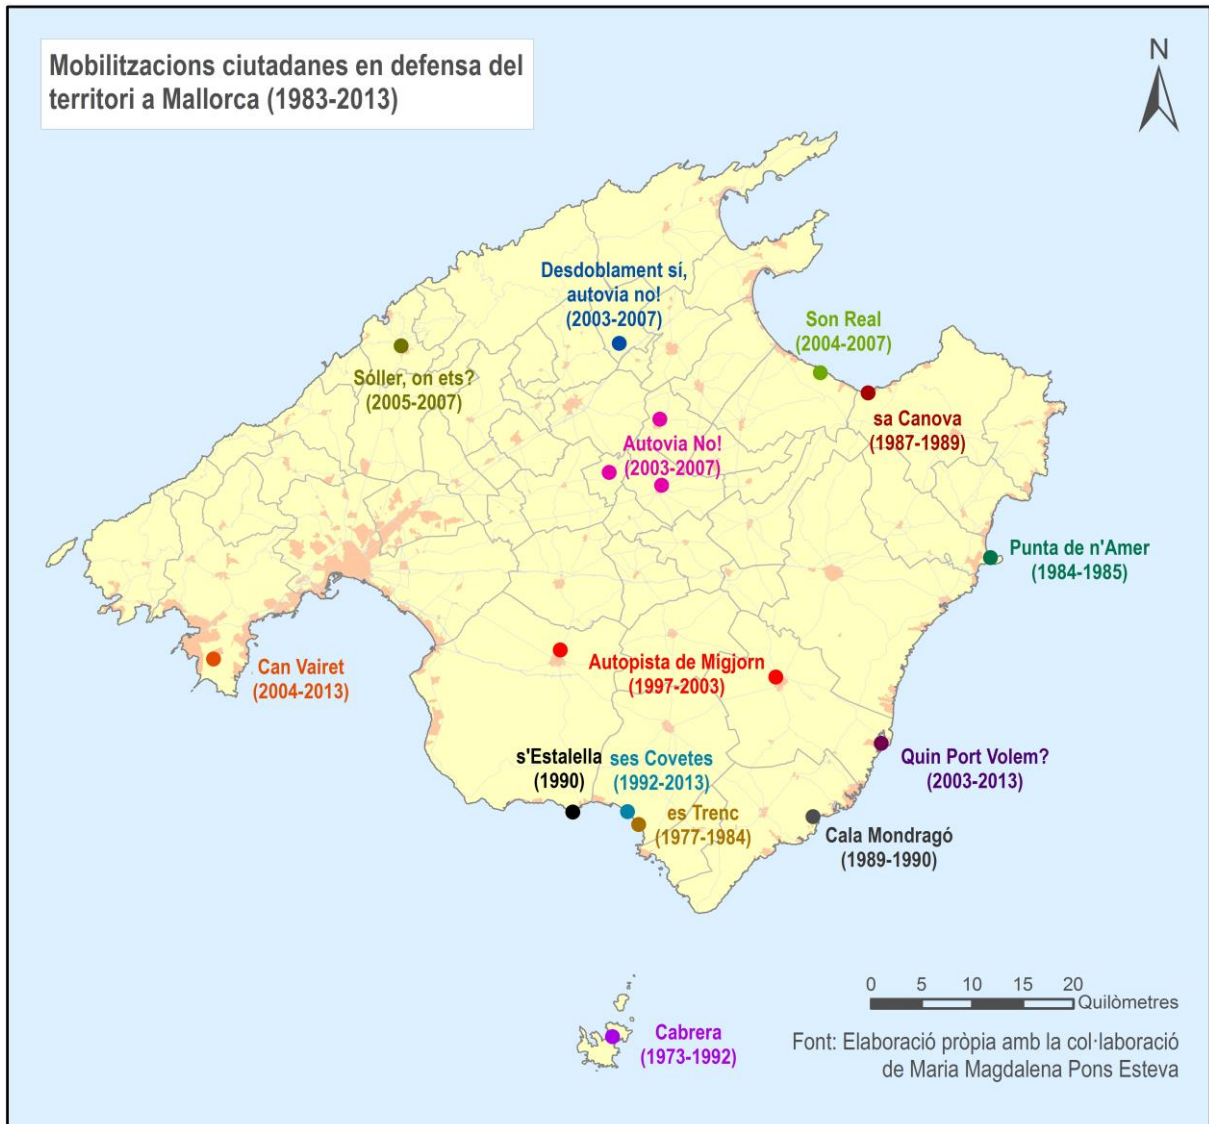 Mobilitzacions ciutadanes en defensa del
territori a Mallorca (1983-2013)
N
Desdoblament sí,
autovia no!
(2003-2007)
Son Real
(2004-2007)
Sóller, on ets?
(2005-2007)
sa Canova
(1987-1989)
Autovia No!
(2003-2007)
Punta de n'Amer
(1984-1985)
Can Vairet
(2004-2013)
Autopista de Migjorn
(1997-2003)
s'Estalella
(1990)
ses Covetes
(1992-2013)
Quin Port Volem?
(2003-2013)
es Trenc
(1977-1984)
Cala Mondragó
(1989-1990)
Cabrera
(1973-1992)
0 5 10 15 20
Quilòmetres
Font: Elaboració pròpia amb la col·laboració
de Maria Magdalena Pons Esteva